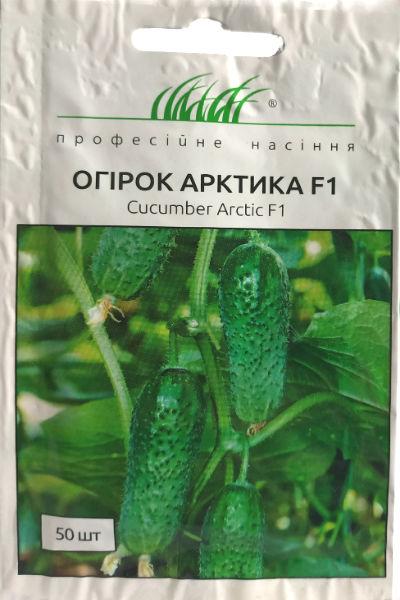 ®
професійне насіння
ОГІРОК АРКТИКА F1
Cucumber Arctic F1
50 шт